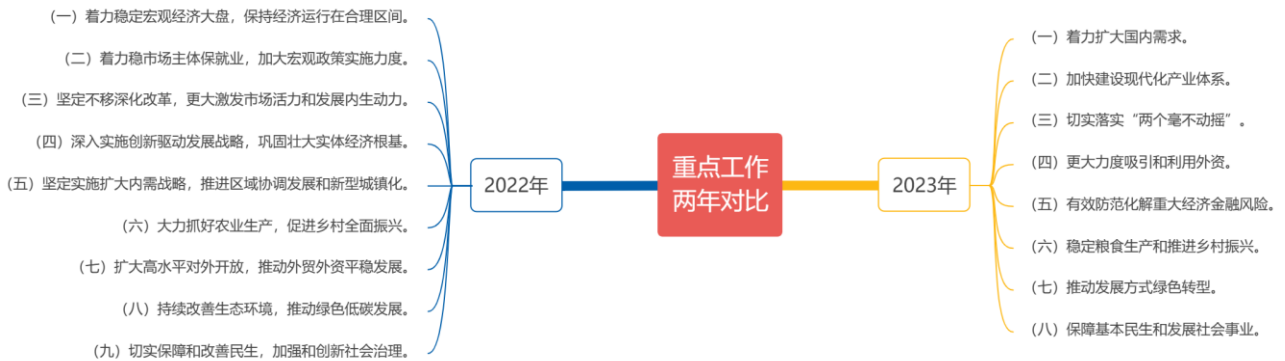 重点工作
两年对比
2022年
（一）着力稳定宏观经济大盘，保持经济运行在合理区间。
（二）着力稳市场主体保就业，加大宏观政策实施力度。
（三）坚定不移深化改革，更大激发市场活力和发展内生动力。
（四）深入实施创新驱动发展战略，巩固壮大实体经济根基。
（五）坚定实施扩大内需战略，推进区域协调发展和新型城镇化。
（六）大力抓好农业生产，促进乡村全面振兴。
（七）扩大高水平对外开放，推动外贸外资平稳发展。
（八）持续改善生态环境，推动绿色低碳发展。
（九）切实保障和改善民生，加强和创新社会治理。
2023年
（一）着力扩大国内需求。
（二）加快建设现代化产业体系。
（三）切实落实“两个毫不动摇”。
（四）更大力度吸引和利用外资。
（五）有效防范化解重大经济金融风险。
（六）稳定粮食生产和推进乡村振兴。
（七）推动发展方式绿色转型。
（八）保障基本民生和发展社会事业。